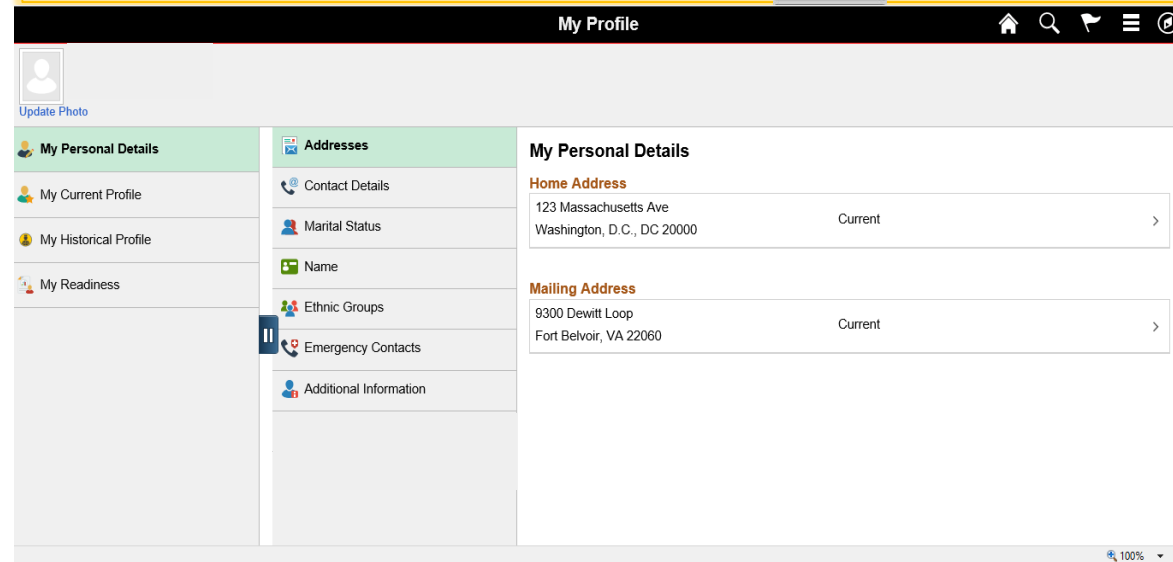 My Profile
Update Photo
My Personal Details
My Current Profile
My Historical Profile
My Readiness
Addresses
Contact Details
Marital Status
Name
Ethnic Groups
Emergency Contacts
Additional Information
My Personal Details
Home Address
123 Massachusetts Ave
Washington, D.C., DC 20000
Current
Mailing Address
9300 Dewitt Loop
Fort Belvoir, VA 22060
Current
100%